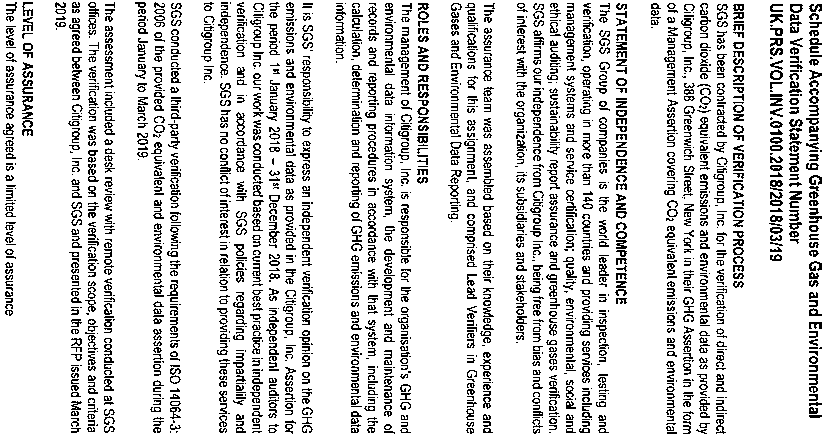 Schedule Accompanying Greenhouse Gas and Environmental
Data Verification Statement Number
UK.PRS.VOL.INV.0100.2018/2018/03/19
BRIEF DESCRIPTION OF VERIFICATION PROCESS
SGS has been contracted by Citigroup, Inc. for the verification of direct and indirect
carbon dioxide (CO₂) equivalent emissions and environmental data as provided by
Citigroup, Inc., 388 Greenwich Street, New York in their GHG Assertion in the form
of a Management Assertion covering CO₂ equivalent emissions and environmental
data.
STATEMENT OF INDEPENDENCE AND COMPETENCE
The SGS Group of companies is the world leader in inspection, testing and
verification, operating in more than 140 countries and providing services including
management systems and service certification; quality, environmental, social and
ethical auditing; sustainability report assurance and greenhouse gases verification.
SGS affirms our independence from Citigroup Inc., being free from bias and conflicts
of interest with the organization, its subsidiaries and stakeholders.
The assurance team was assembled based on their knowledge, experience and
qualifications for this assignment, and comprised Lead Verifiers in Greenhouse
Gases and Environmental Data Reporting.
ROLES AND RESPONSIBILITIES
The management of Citigroup, Inc. is responsible for the organisation's GHG and
environmental data information system, the development and maintenance of
records and reporting procedures in accordance with that system, including the
calculation, determination and reporting of GHG emissions and environmental data
information.
It is SGS' responsibility to express an independent verification opinion on the GHG
emissions and environmental data as provided in the Citigroup, Inc. Assertion for
the period 1st January 2018 – 31st December 2018. As independent auditors to
Citigroup Inc. our work was conducted based on current best practice in independent
verification and in accordance with SGS policies regarding impartiality and
independence. SGS has no conflict of interest in relation to providing these services
to Citigroup Inc.
SGS conducted a third-party verification following the requirements of ISO 14064-3:
2006 of the provided CO₂ equivalent and environmental data assertion during the
period January to March 2019.
The assessment included a desk review with remote verification conducted at SGS
offices. The verification was based on the verification scope, objectives and criteria
as agreed between Citigroup, Inc. and SGS and presented in the RFP issued March
2019.
LEVEL OF ASSURANCE
The level of assurance agreed is a limited level of assurance